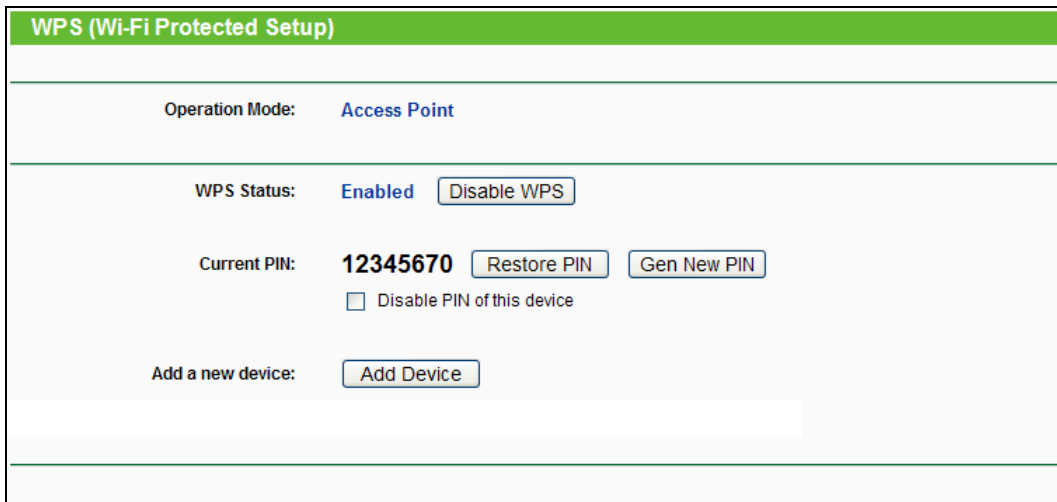 WPS (Wi-Fi Protected Setup)
Operation Mode: Access Point
WPS Status: Enabled Disable WPS
Current PIN: 12345670 Restore PIN Gen New PIN
Disable PIN of this device
Add a new device: Add Device